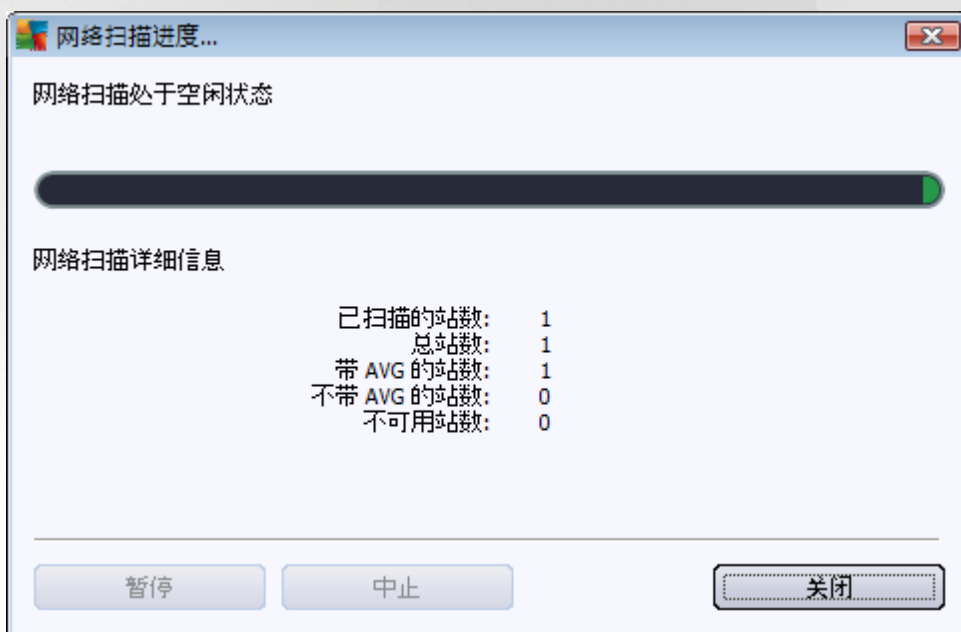 网络扫描进度...
网络扫描处于空闲状态
网络扫描详细信息
已扫描的站数: 1
总站数: 1
带 AVG 的站数: 1
不带 AVG 的站数: 0
不可用站数: 0
暂停 中止 关闭